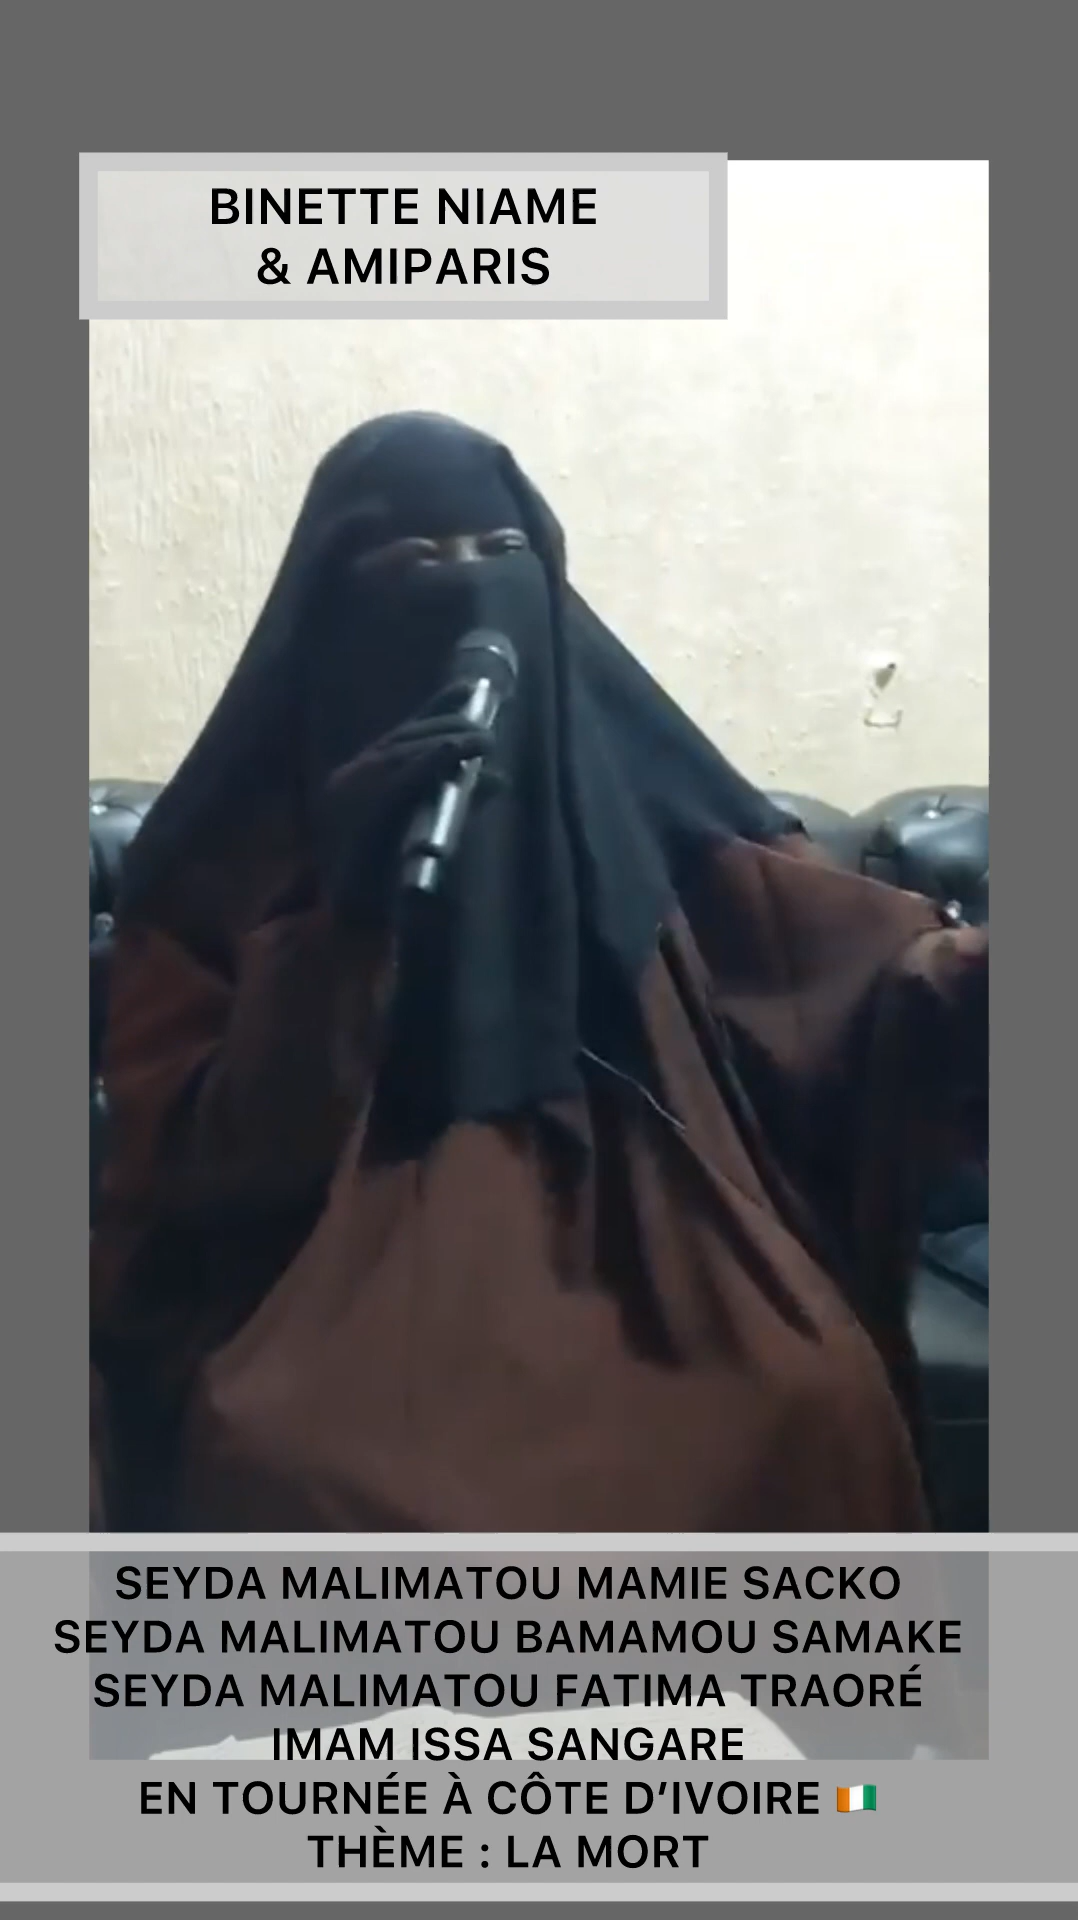 BINETTE NIAME
& AMIPARIS
SEYDA MALIMATOU MAMIE SACKO
SEYDA MALIMATOU BAMAMOU SAMAKE
SEYDA MALIMATOU FATIMA TRAORÉ
IMAM ISSA SANGARE
EN TOURNÉE À CÔTE D’IVOIRE 🇨🇮
THÈME : LA MORT